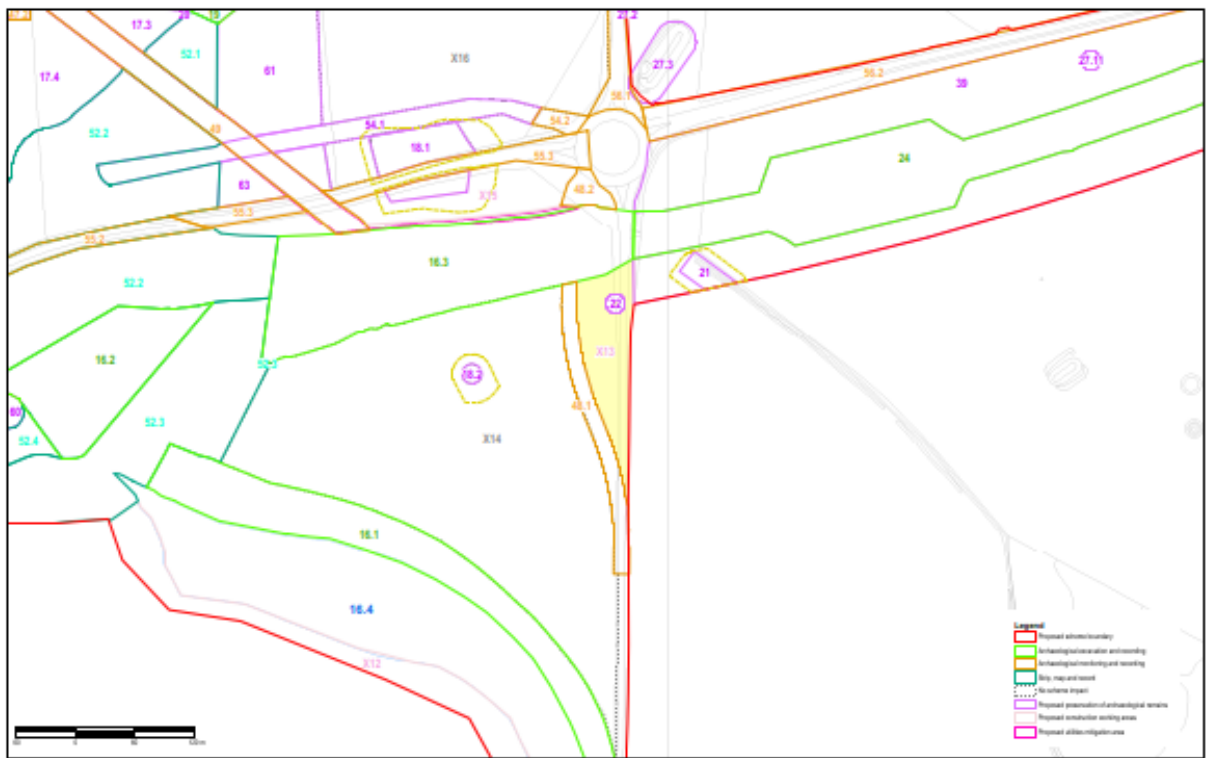 27.2
28
19
27.2
17.3
52.1
X16
27.3
27.11
17.4
61
56.2
39
56.1
49
54.1
54.2
52.2
18.1
55.3
24
63
48.2
X15
55.3
55.2
16.3
21
52.2
22
X13
16.2
52.3
18.2
48.1
60
52.3
52.4
X14
16.1
16.4
X12
Legend
Proposed scheme boundary
Archaeological excavation and recording
Archaeological monitoring and recording
Strip, map and record
No scheme impact
Proposed preservation of archaeological remains
Proposed construction working areas
Proposed utilities mitigation area
0